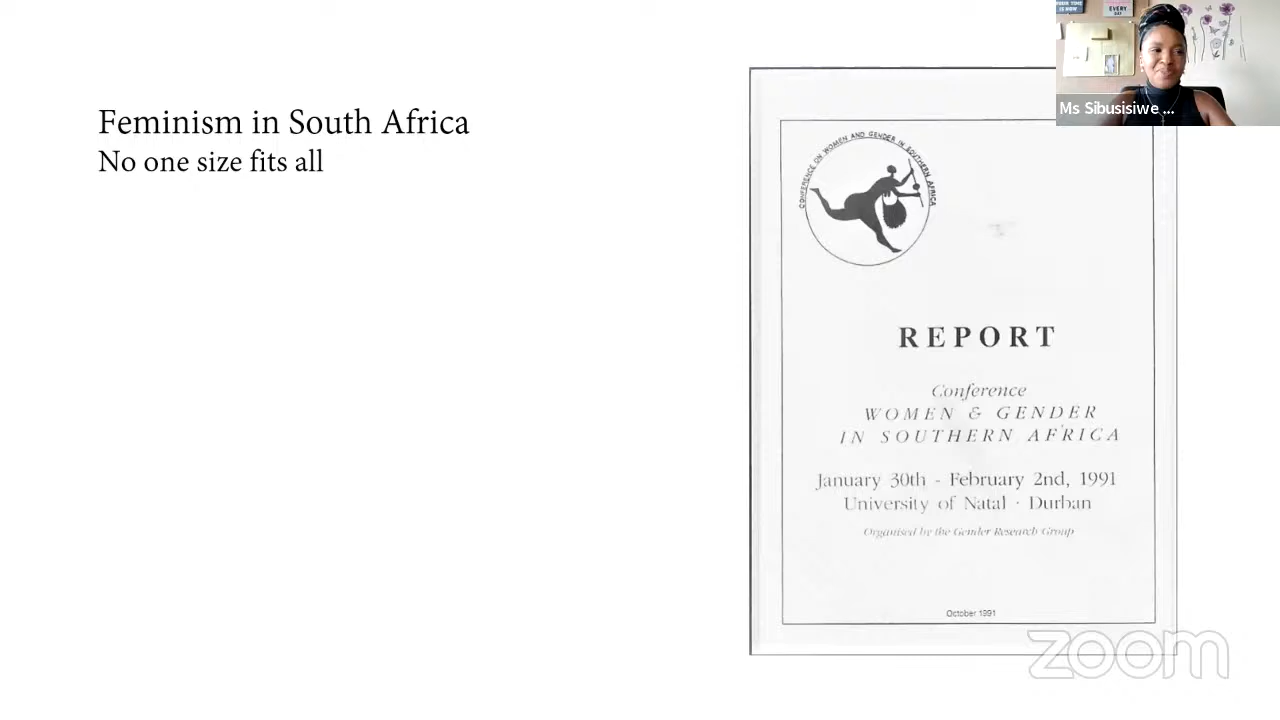 Feminism in South Africa
No one size fits all
EVERY
Ms Sibusisiwe ...
CONFERENCE ON WOMEN AND GENDER IN SOUTHERN AFRICA
REPORT
Conference
WOMEN & GENDER
IN SOUTHERN AFRICA
January 30th - February 2nd, 1991
University of Natal · Durban
Organised by the Gender Research Group
October 1991
zoom